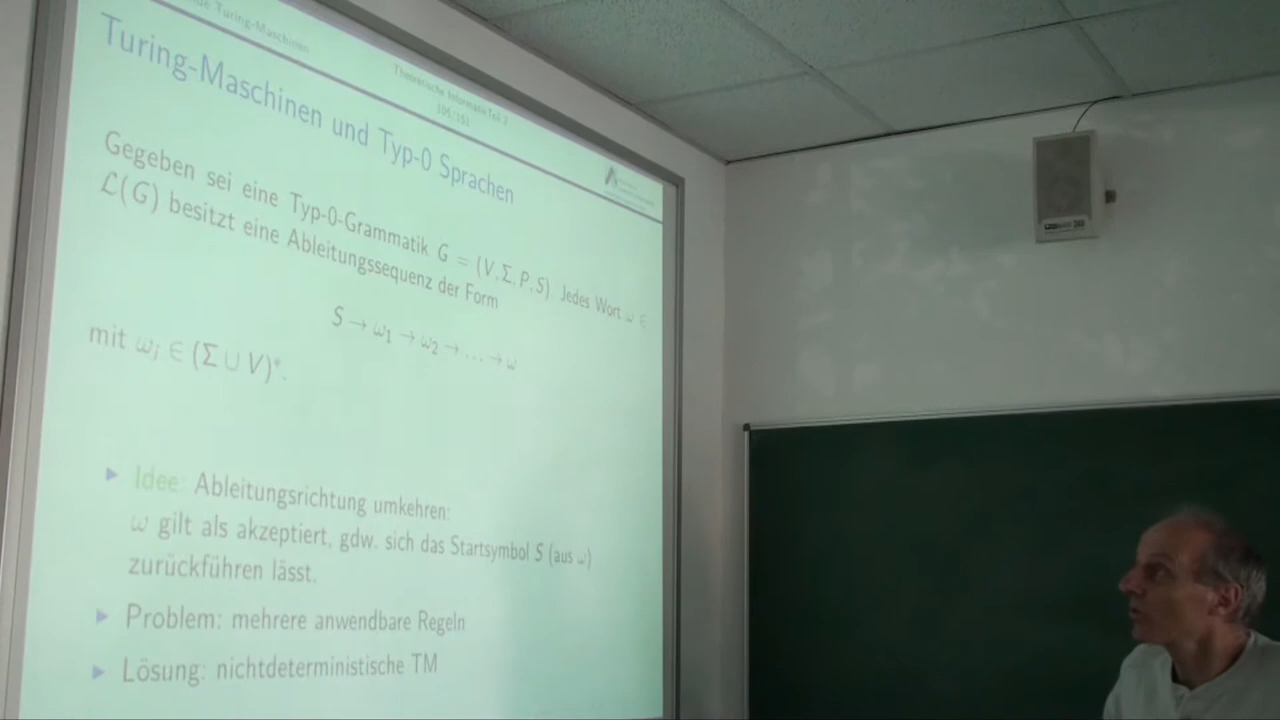 Turing-Maschinen
Theoretische Informatik Teil 2
Turing-Maschinen und Typ-0 Sprachen
Gegeben sei eine Typ-0-Grammatik G = (V, Σ, P, S). Jedes Wort ω ∈
ℒ(G) besitzt eine Ableitungssequenz der Form
S → ω₁ → ω₂ → … → ω
mit ωᵢ ∈ (Σ ∪ V)*.
▶ Idee: Ableitungsrichtung umkehren:
ω gilt als akzeptiert, gdw. sich das Startsymbol S (aus ω)
zurückführen lässt.
▶ Problem: mehrere anwendbare Regeln
▶ Lösung: nichtdeterministische TM